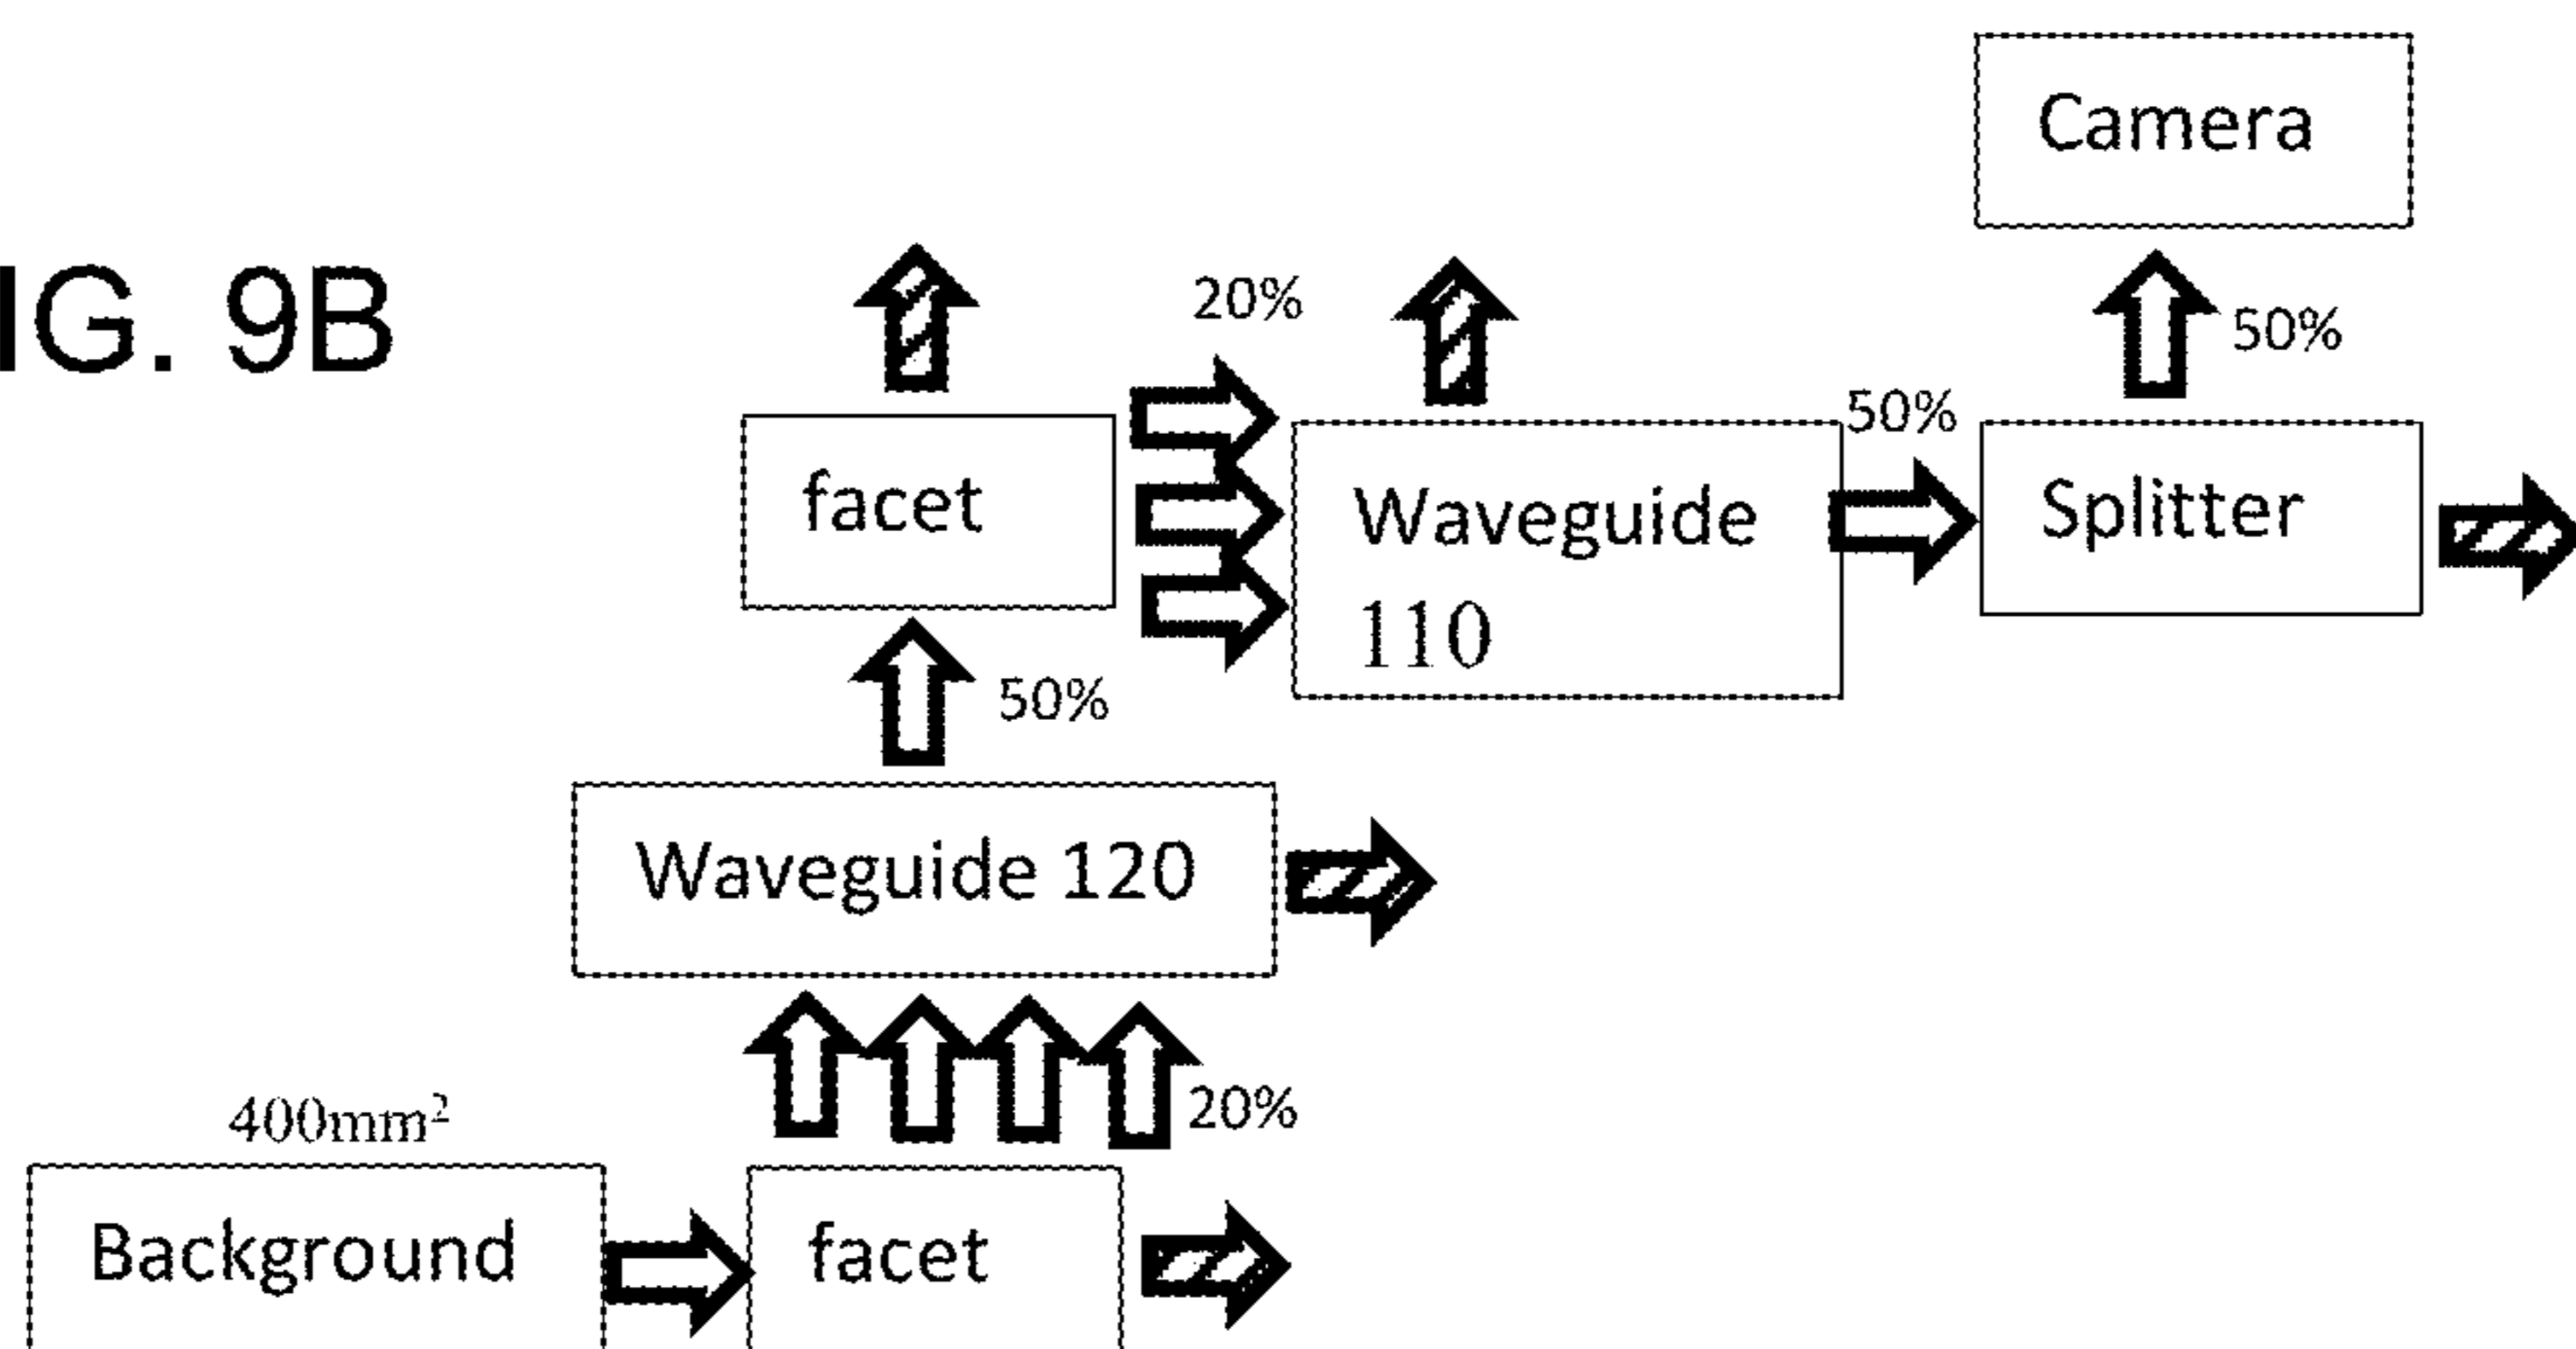 Camera
IG. 9B
20%
50%
50%
facet
Waveguide
110
Splitter
50%
Waveguide 120
20%
400mm²
Background
facet